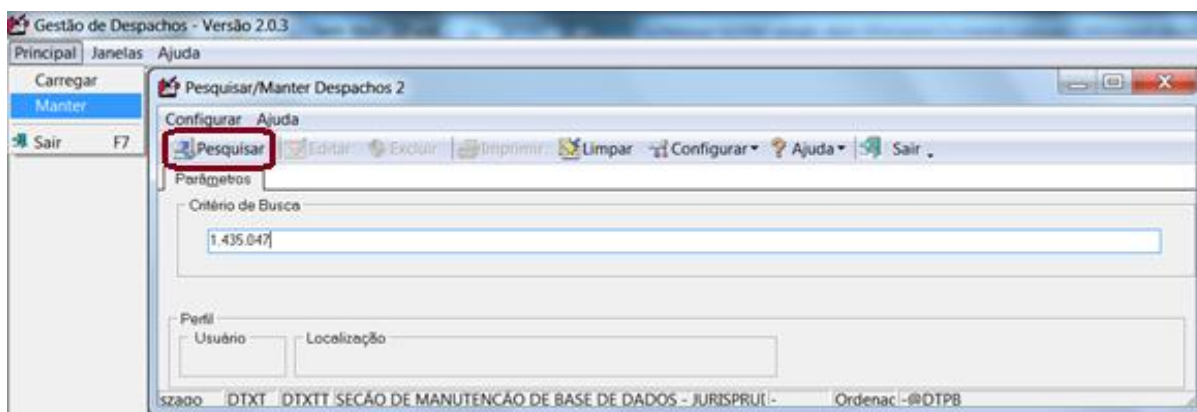 Gestão de Despachos - Versão 2.0.3
Principal Janelas Ajuda
Carregar
Manter
Sair F7
Pesquisar/Manter Despachos 2
Configurar Ajuda
Pesquisar Editar Excluir Imprimir Limpar Configurar Ajuda Sair
Parâmetros
Critério de Busca
1.435.047
Perfil
Usuário Localização
szago DTXT DTXTT SEÇÃO DE MANUTENÇÃO DE BASE DE DADOS - JURISPRU[ - Ordenac -@DTPB